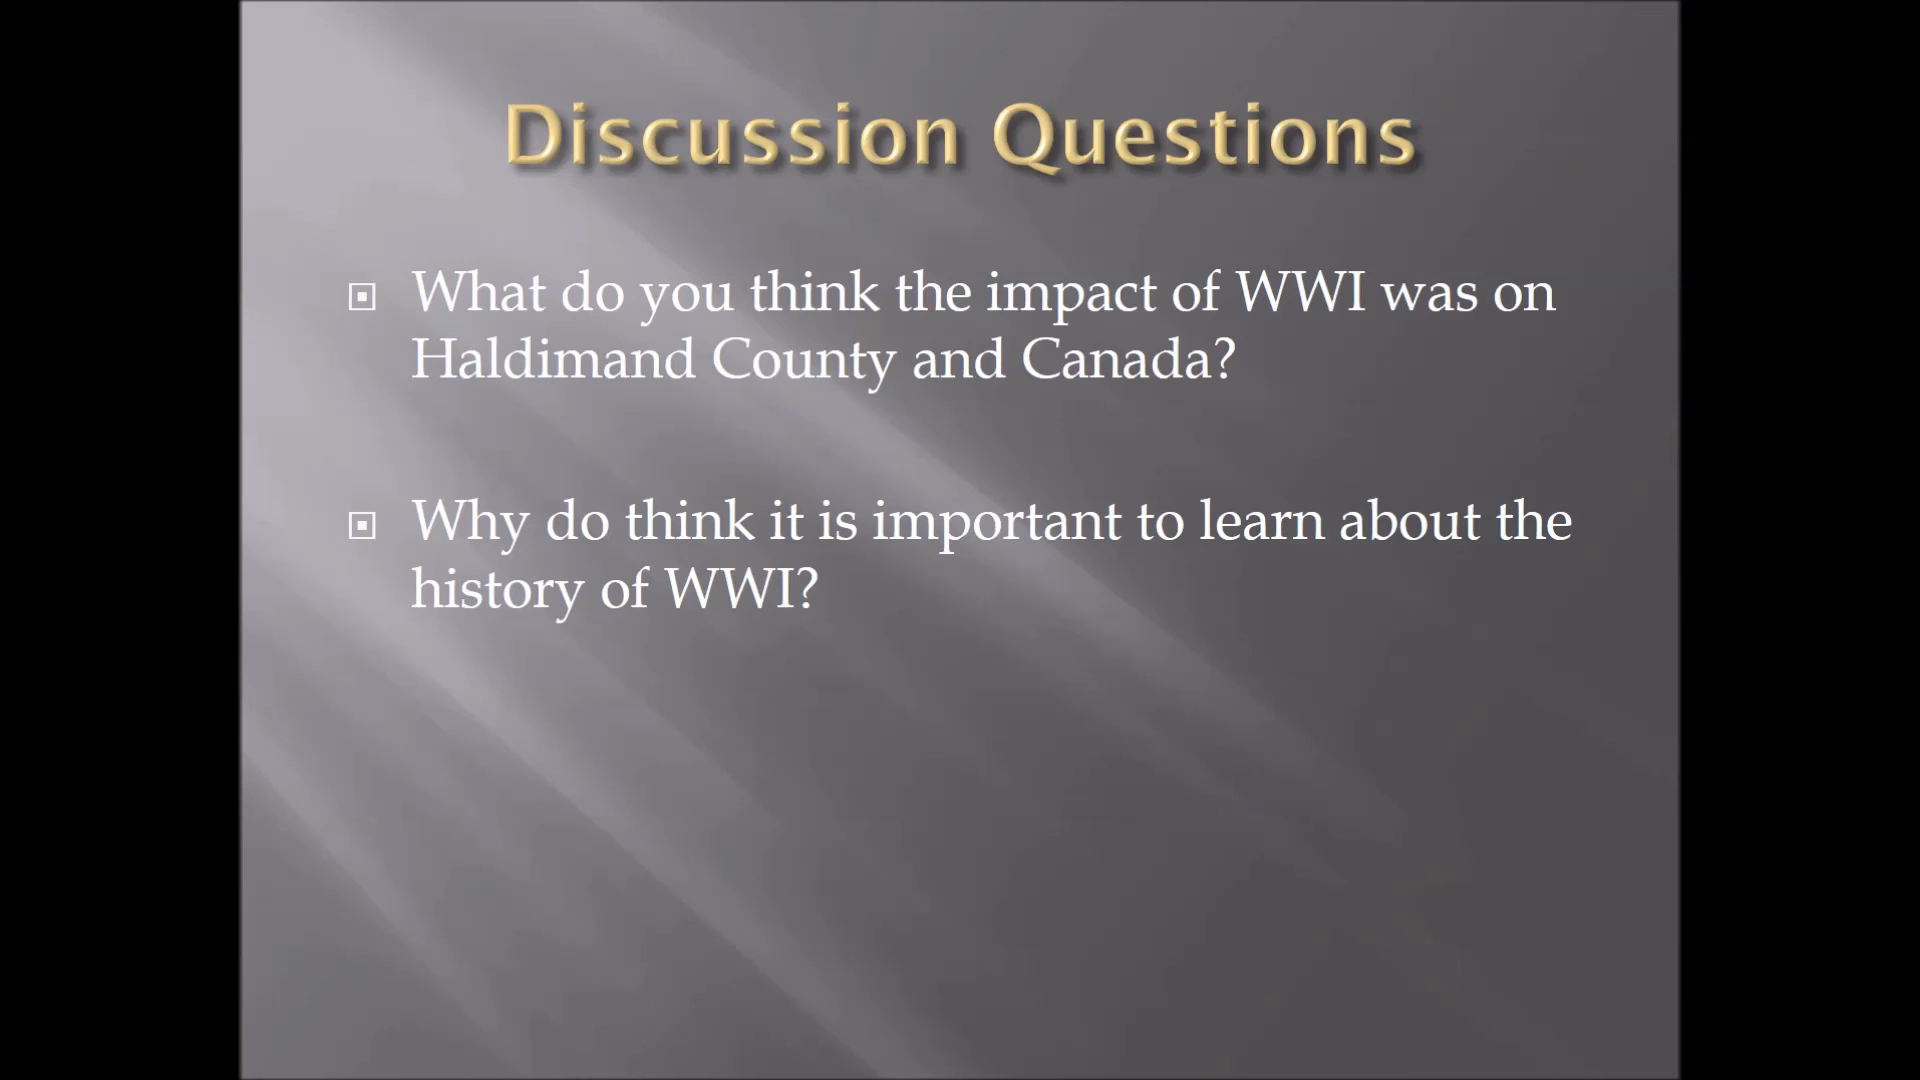 Discussion Questions
What do you think the impact of WWI was on
Haldimand County and Canada?
Why do think it is important to learn about the
history of WWI?